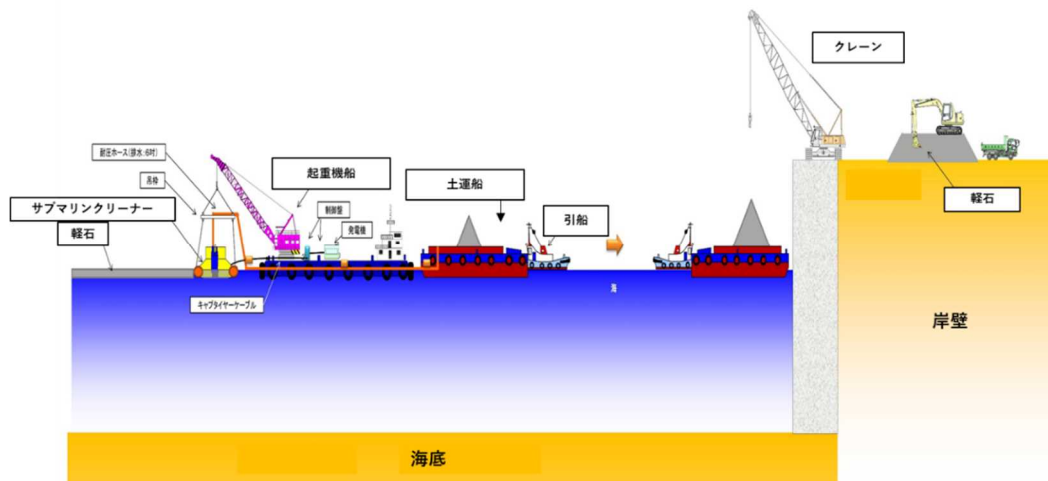 クレーン
耐圧ホース(排水:6吋)
起重機船
土運船
吊枠
制御盤
発電機
引船
サブマリンクリーナー
軽石
軽石
キャブタイヤーケーブル
海
岸壁
海底